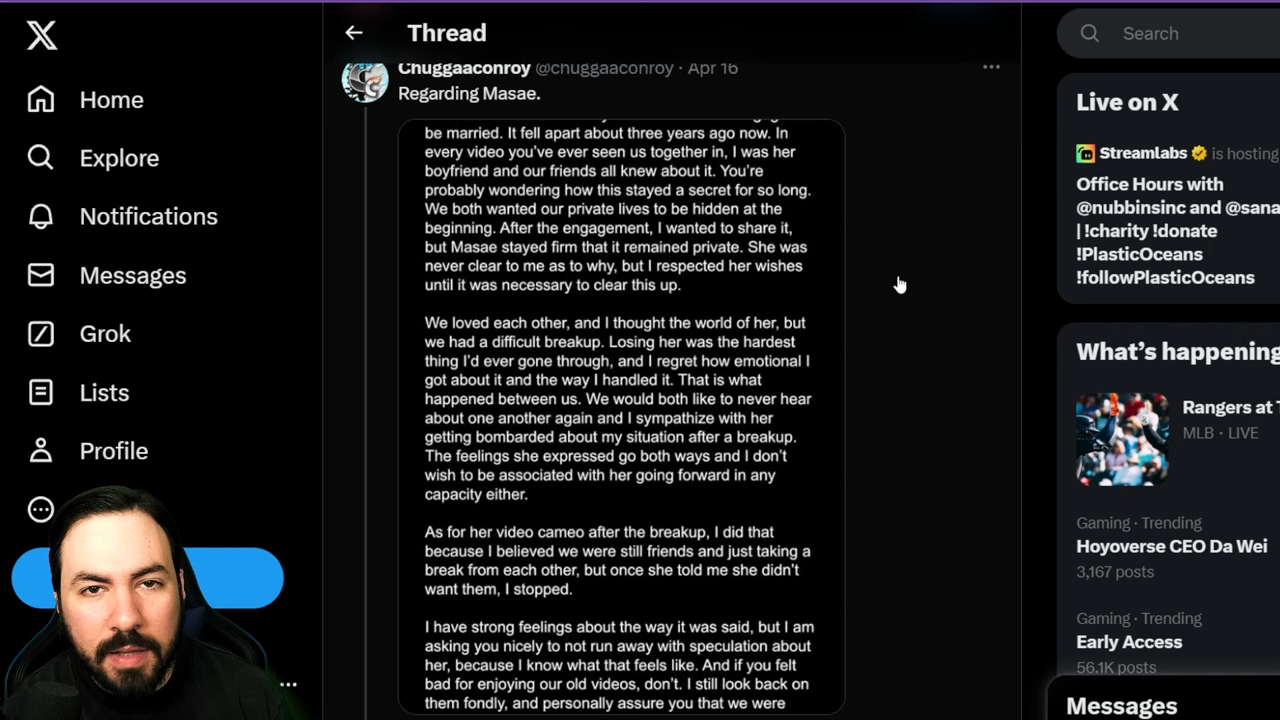 Home
Explore
Notifications
Messages
Grok
Lists
Profile
Thread
Chuggaaconroy @chuggaaconroy · Apr 16
Regarding Masae.
be married. It fell apart about three years ago now. In
every video you've ever seen us together in, I was her
boyfriend and our friends all knew about it. You're
probably wondering how this stayed a secret for so long.
We both wanted our private lives to be hidden at the
beginning. After the engagement, I wanted to share it,
but Masae stayed firm that it remained private. She was
never clear to me as to why, but I respected her wishes
until it was necessary to clear this up.
We loved each other, and I thought the world of her, but
we had a difficult breakup. Losing her was the hardest
thing I'd ever gone through, and I regret how emotional I
got about it and the way I handled it. That is what
happened between us. We would both like to never hear
about one another again and I sympathize with her
getting bombarded about my situation after a breakup.
The feelings she expressed go both ways and I don't
wish to be associated with her going forward in any
capacity either.
As for her video cameo after the breakup, I did that
because I believed we were still friends and just taking a
break from each other, but once she told me she didn't
want them, I stopped.
I have strong feelings about the way it was said, but I am
asking you nicely to not run away with speculation about
her, because I know what that feels like. And if you felt
bad for enjoying our old videos, don't. I still look back on
them fondly, and personally assure you that we were
Search
Live on X
Streamlabs is hosting
Office Hours with
@nubbinsinc and @sana
| !charity !donate
!PlasticOceans
!followPlasticOceans
What's happening
Rangers at T
MLB · LIVE
Gaming · Trending
Hoyoverse CEO Da Wei
3,167 posts
Gaming · Trending
Early Access
56.1K posts
Messages